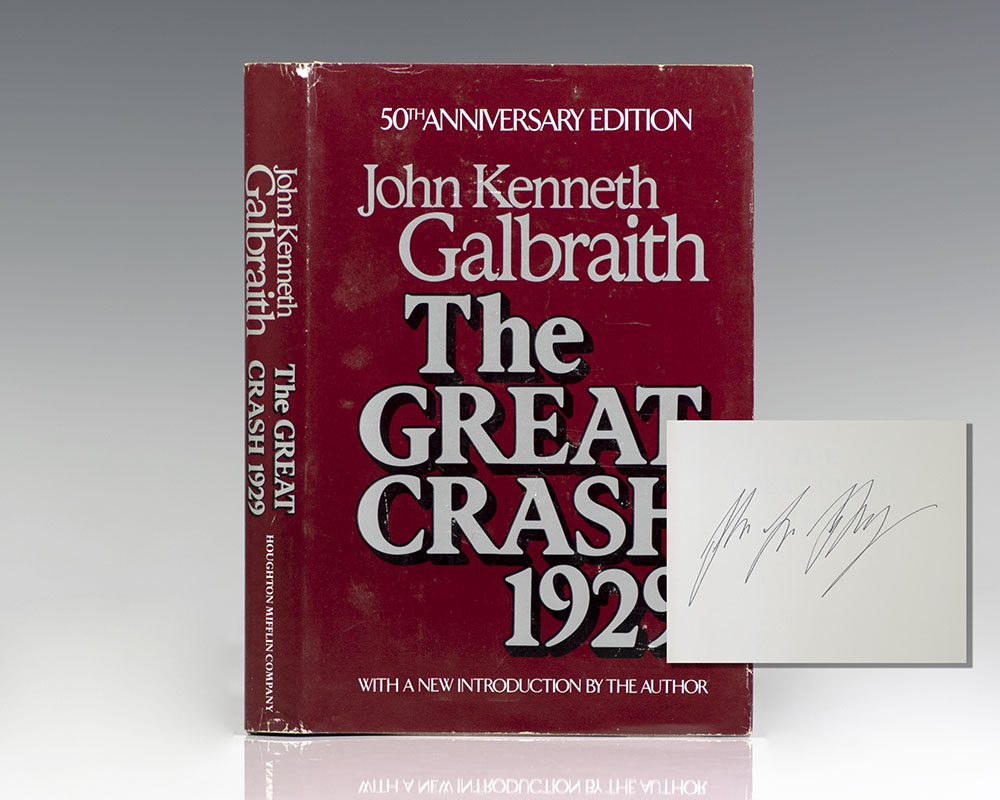 50TH ANNIVERSARY EDITION
John Kenneth
Galbraith
The
GREAT
CRASH
1929
WITH A NEW INTRODUCTION BY THE AUTHOR
John Kenneth
Galbraith
The GREAT
CRASH 1929
HOUGHTON MIFFLIN COMPANY